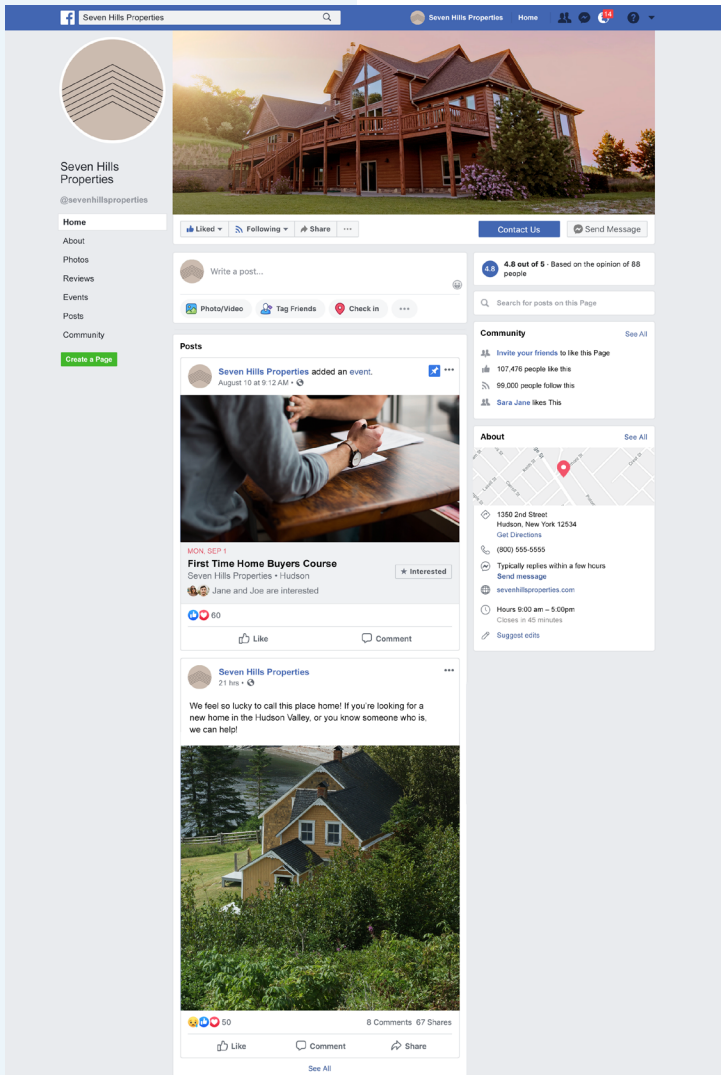 Seven Hills Properties
Seven Hills Properties Home 14
Seven Hills
Properties
@sevenhillsproperties
Home
About
Photos
Reviews
Events
Posts
Community
Create a Page
Liked Following Share
Contact Us Send Message
Write a post...
Photo/Video Tag Friends Check in
Posts
Seven Hills Properties added an event.
August 10 at 9:12 AM •
MON, SEP 1
First Time Home Buyers Course
Seven Hills Properties • Hudson
Jane and Joe are interested
Interested
60
Like Comment
Seven Hills Properties
21 hrs •
We feel so lucky to call this place home! If you're looking for a
new home in the Hudson Valley, or you know someone who is,
we can help!
50 8 Comments 67 Shares
Like Comment Share
See All
4.8 4.8 out of 5 - Based on the opinion of 88
people
Search for posts on this Page
Community See All
Invite your friends to like this Page
107,476 people like this
99,000 people follow this
Sara Jane likes This
About See All
1350 2nd Street
Hudson, New York 12534
Get Directions
(800) 555-5555
Typically replies within a few hours
Send message
sevenhillsproperties.com
Hours 9:00 am – 5:00pm
Closes in 45 minutes
Suggest edits